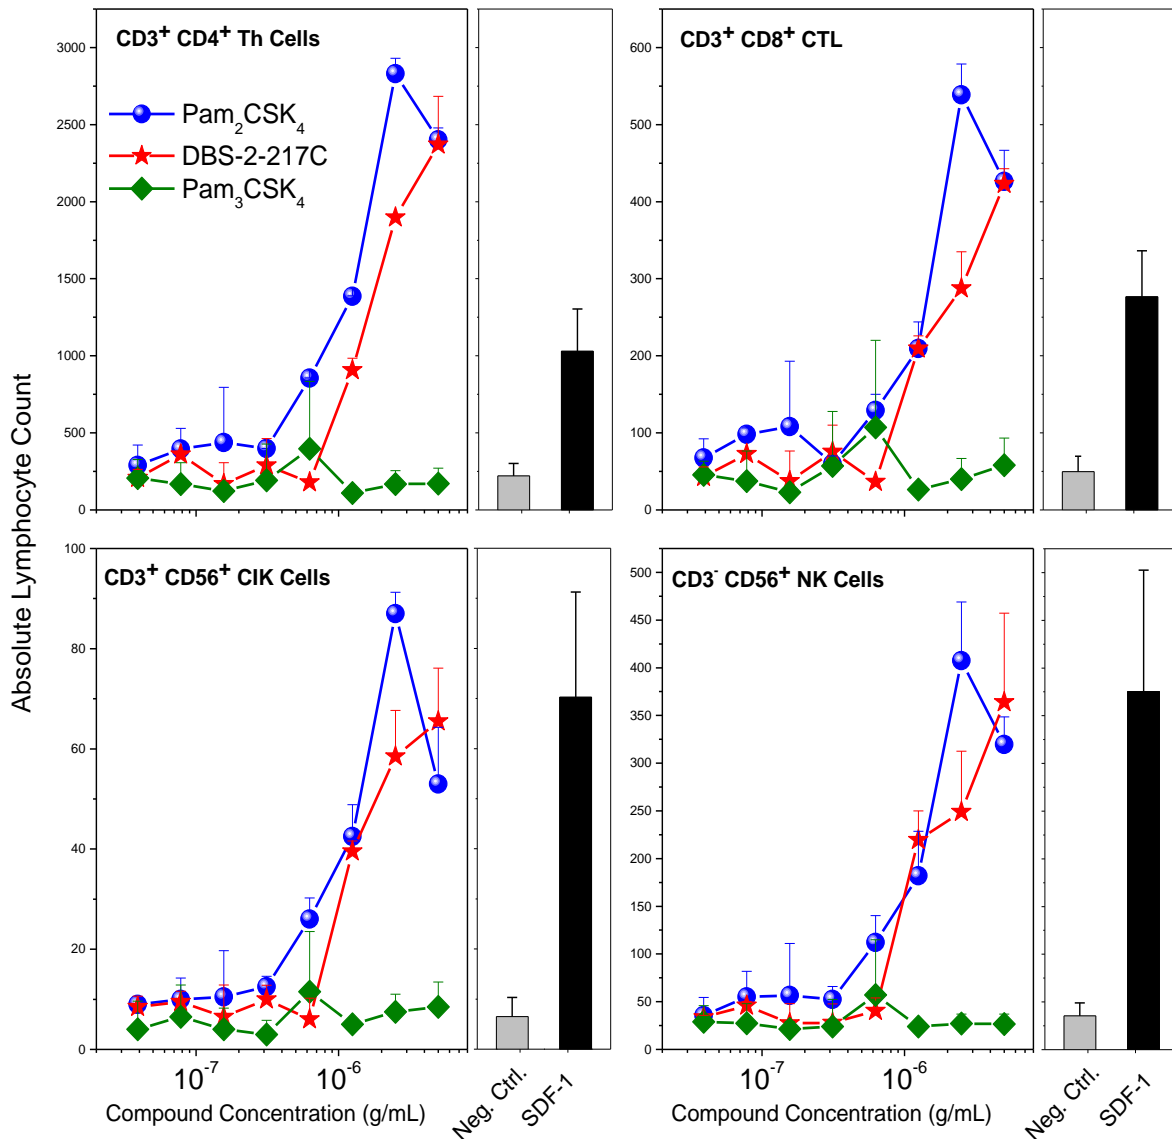 CD3+ CD4+ Th Cells
Pam2CSK4
DBS-2-217C
Pam3CSK4
3000
2500
2000
1500
1000
500
0
CD3+ CD8+ CTL
600
500
400
300
200
100
0
Absolute Lymphocyte Count
CD3+ CD56+ CIK Cells
100
80
60
40
20
0
10-7
10-6
Compound Concentration (g/mL)
Neg. Ctrl.
SDF-1
CD3- CD56+ NK Cells
500
450
400
350
300
250
200
150
100
50
0
10-7
10-6
Compound Concentration (g/mL)
Neg. Ctrl.
SDF-1